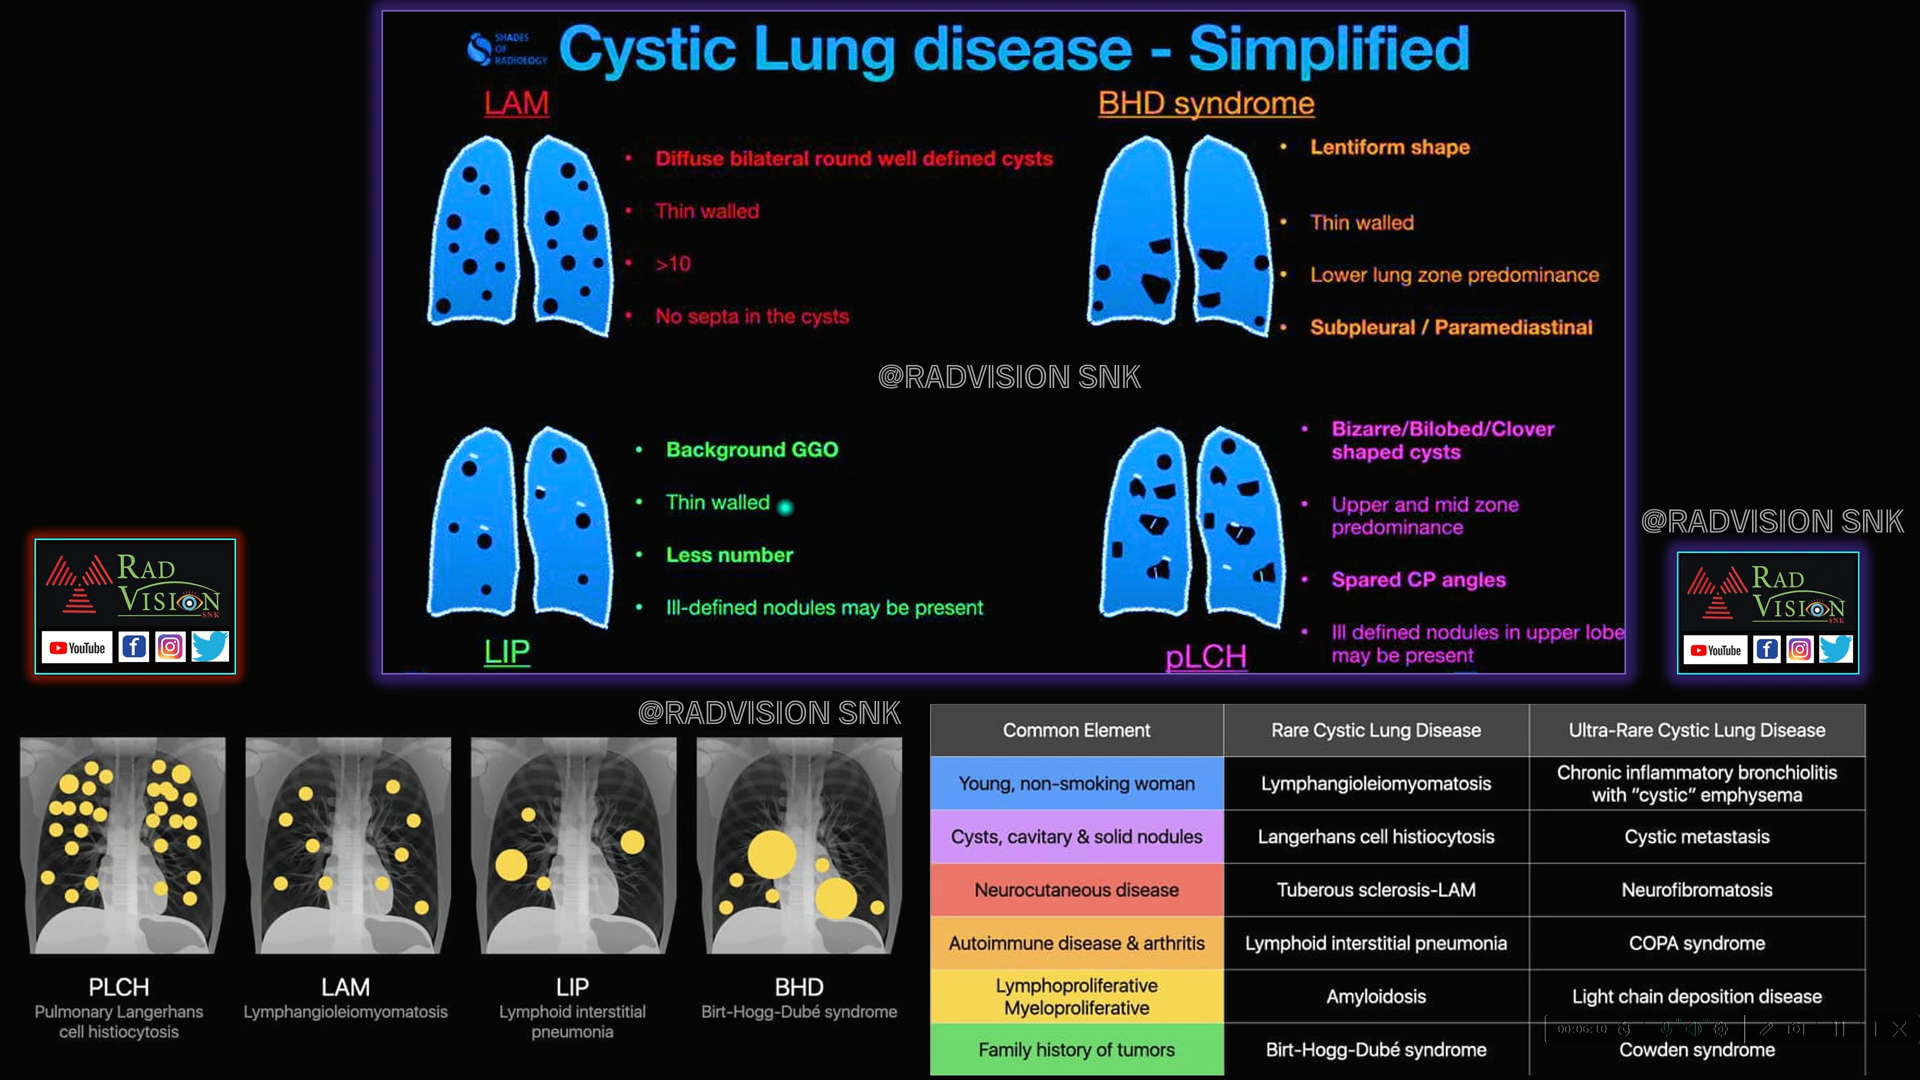 SHADES
OF
RADIOLOGY
Cystic Lung disease - Simplified
LAM
• Diffuse bilateral round well defined cysts
• Thin walled
• >10
• No septa in the cysts
BHD syndrome
• Lentiform shape
• Thin walled
• Lower lung zone predominance
• Subpleural / Paramediastinal
@RADVISION SNK
• Background GGO
• Thin walled
• Less number
• Ill-defined nodules may be present
LIP
• Bizarre/Bilobed/Clover
shaped cysts
• Upper and mid zone
predominance
• Spared CP angles
• Ill defined nodules in upper lobe
may be present
pLCH
RAD
VISION
SNK
YouTube
@RADVISION SNK
RAD
VISION
SNK
YouTube
@RADVISION SNK
PLCH
Pulmonary Langerhans
cell histiocytosis
LAM
Lymphangioleiomyomatosis
LIP
Lymphoid interstitial
pneumonia
BHD
Birt-Hogg-Dubé syndrome
Common Element
Rare Cystic Lung Disease
Ultra-Rare Cystic Lung Disease
Young, non-smoking woman
Lymphangioleiomyomatosis
Chronic inflammatory bronchiolitis
with “cystic” emphysema
Cysts, cavitary & solid nodules
Langerhans cell histiocytosis
Cystic metastasis
Neurocutaneous disease
Tuberous sclerosis-LAM
Neurofibromatosis
Autoimmune disease & arthritis
Lymphoid interstitial pneumonia
COPA syndrome
Lymphoproliferative
Myeloproliferative
Amyloidosis
Light chain deposition disease
Family history of tumors
Birt-Hogg-Dubé syndrome
Cowden syndrome
00:06:10